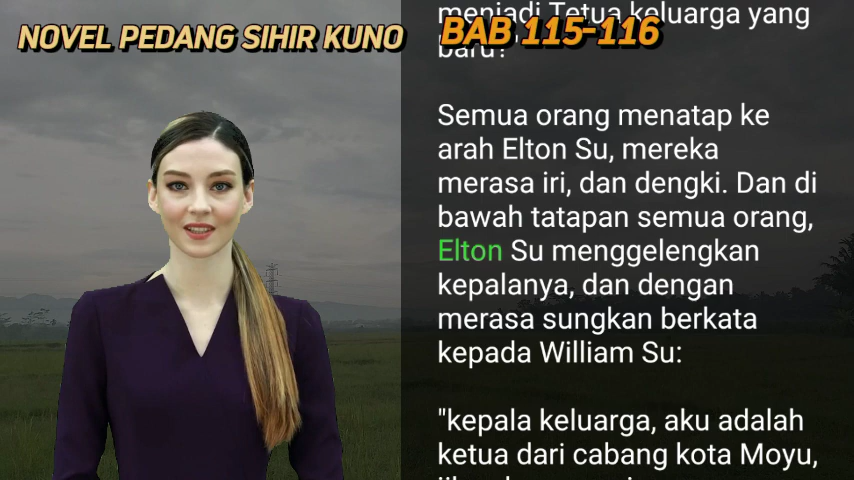 NOVEL PEDANG SIHIR KUNO
BAB 115-116
menjadi Tetua keluarga yang
baru?"
Semua orang menatap ke
arah Elton Su, mereka
merasa iri, dan dengki. Dan di
bawah tatapan semua orang,
Elton Su menggelengkan
kepalanya, dan dengan
merasa sungkan berkata
kepada William Su:
"kepala keluarga, aku adalah
ketua dari cabang kota Moyu,